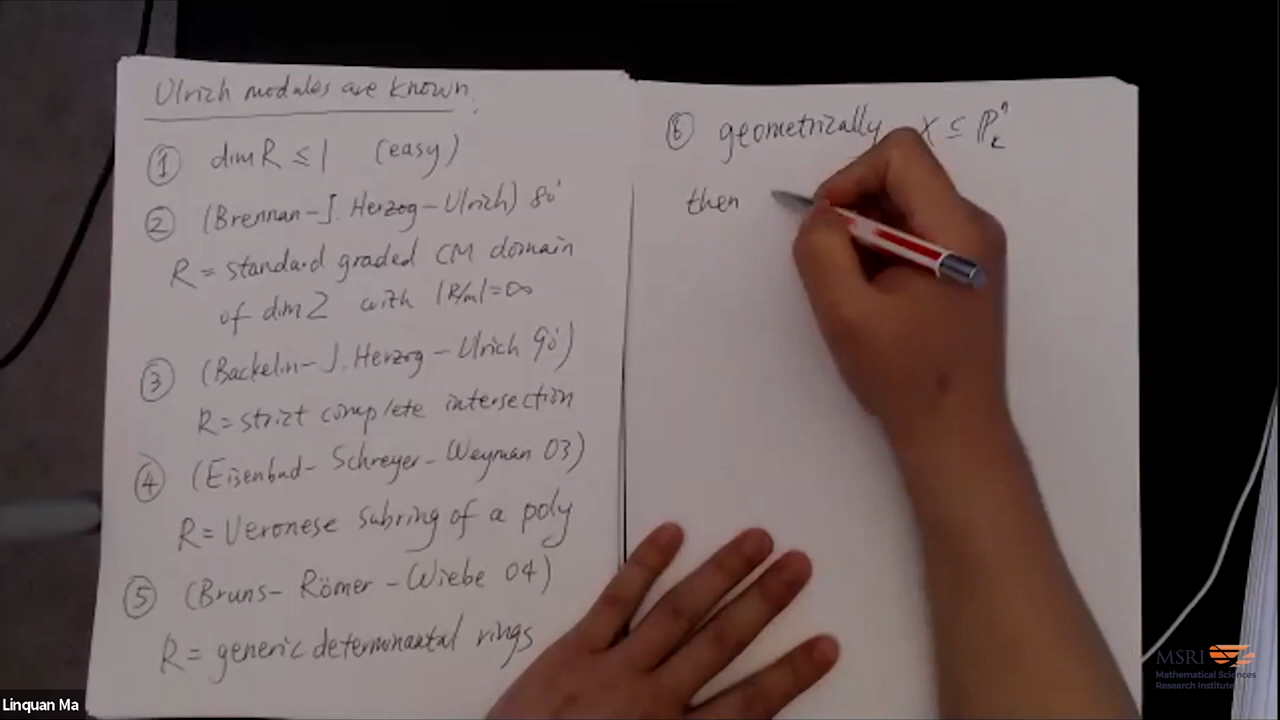 Ulrich modules are known.
① dim R ≤ 1 (easy)
② (Brennan-J. Herzog-Ulrich) 80'
R = standard graded CM domain
of dim 2 with |R/m|=∞
③ (Backelin-J. Herzog-Ulrich 90')
R = strict complete intersection
④ (Eisenbud-Schreyer-Weyman 03)
R = Veronese subring of a poly
⑤ (Bruns-Römer-Wiebe 04)
R = generic determinantal rings
⑥ geometrically X ⊆ ℙⁿ
then
Linquan Ma
MSRI
Mathematical Sciences
Research Institute